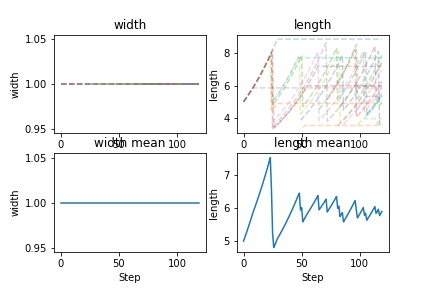 width
length
1.05
1.00
0.95
width
0
50
100
8
6
4
length
0
50
100
width mean
length mean
1.05
1.00
0.95
width
0
100
Step
7
6
5
length
0
50
100
Step